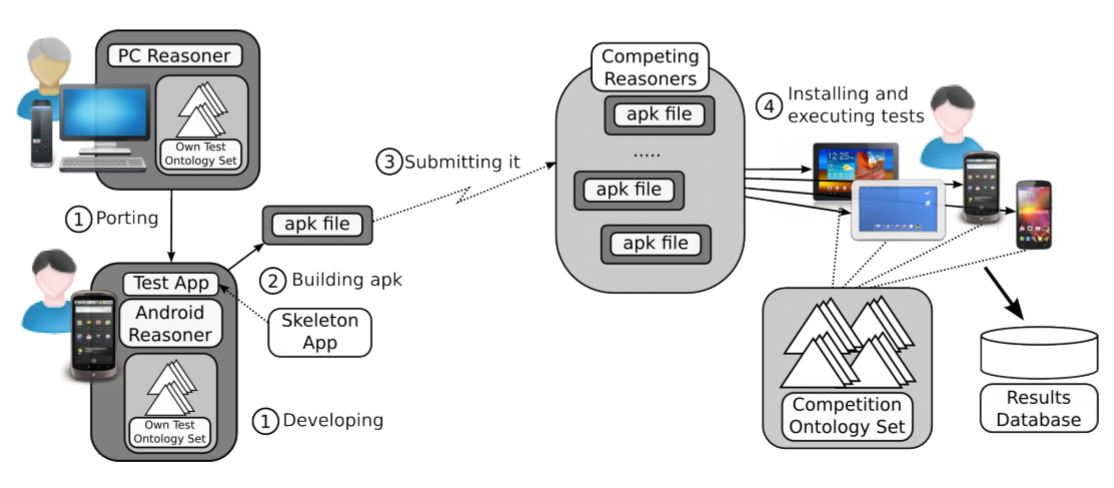 PC Reasoner
Own Test
Ontology Set
1 Porting
apk file
2 Building apk
Test App
Android
Reasoner
Skeleton
App
Own Test
Ontology Set
1 Developing
3 Submitting it
Competing
Reasoners
apk file
.....
apk file
apk file
4 Installing and
executing tests
12:25
Competition
Ontology Set
Results
Database